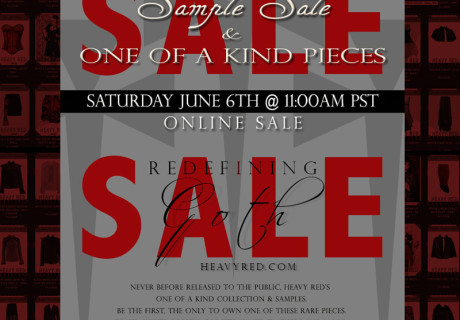 SALE
Sample Sale
&
ONE OF A KIND PIECES
SATURDAY JUNE 6TH @ 11:00AM PST
ONLINE SALE
REDEFINING
SALE
Goth
HEAVYRED.COM
NEVER BEFORE RELEASED TO THE PUBLIC, HEAVY RED'S
ONE OF A KIND COLLECTION & SAMPLES.
BE THE FIRST, THE ONLY TO OWN ONE OF THESE RARE PIECES.